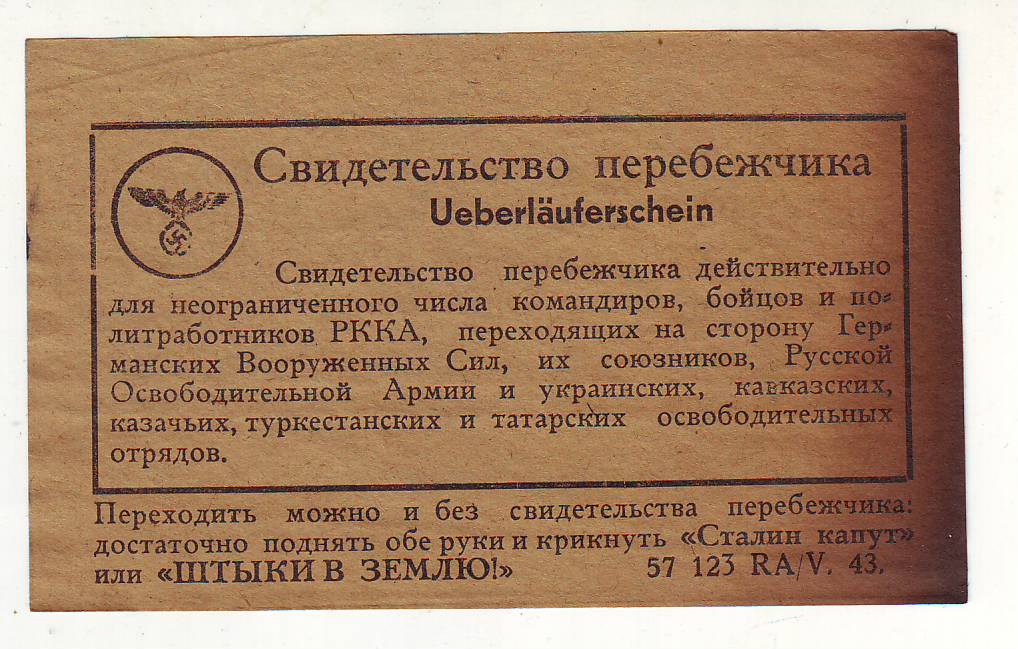 Свидетельство перебежчика
Ueberläuferschein
Свидетельство перебежчика действительно
для неограниченного числа командиров, бойцов и по-
литработников РККА, переходящих на сторону Гер-
манских Вооруженных Сил, их союзников, Русской
Освободительной Армии и украинских, кавказских,
казачьих, туркестанских и татарских освободительных
отрядов.
Переходить можно и без свидетельства перебежчика:
достаточно поднять обе руки и крикнуть «Сталин капут»
или «ШТЫКИ В ЗЕМЛЮ!» 57 123 RA/V. 43.